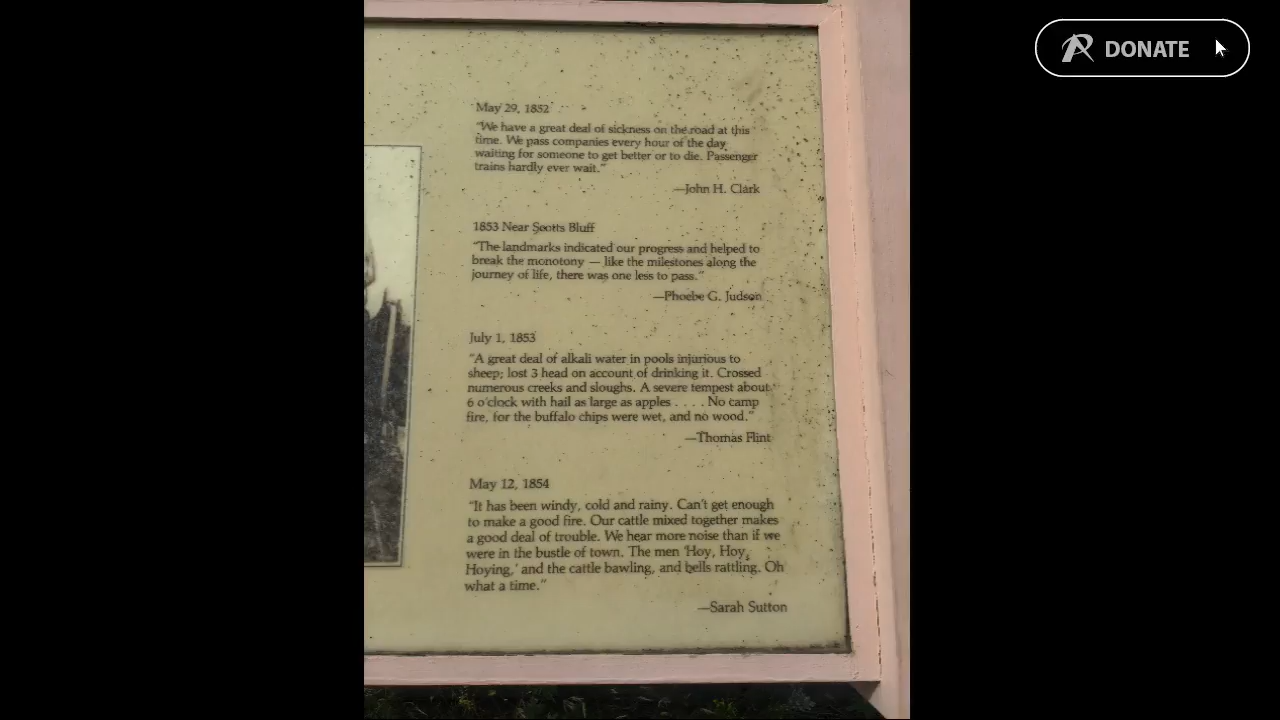 DONATE
May 29, 1852
"We have a great deal of sickness on the road at this
time. We pass companies every hour of the day
waiting for someone to get better or to die. Passenger
trains hardly ever wait."
—John H. Clark
1853 Near Scotts Bluff
"The landmarks indicated our progress and helped to
break the monotony — like the milestones along the
journey of life, there was one less to pass."
—Phoebe G. Judson
July 1, 1853
"A great deal of alkali water in pools injurious to
sheep; lost 3 head on account of drinking it. Crossed
numerous creeks and sloughs. A severe tempest about
6 o'clock with hail as large as apples . . . . No camp
fire, for the buffalo chips were wet, and no wood."
—Thomas Flint
May 12, 1854
"It has been windy, cold and rainy. Can't get enough
to make a good fire. Our cattle mixed together makes
a good deal of trouble. We hear more noise than if we
were in the bustle of town. The men 'Hoy, Hoy,
Hoying,' and the cattle bawling, and bells rattling. Oh
what a time."
—Sarah Sutton